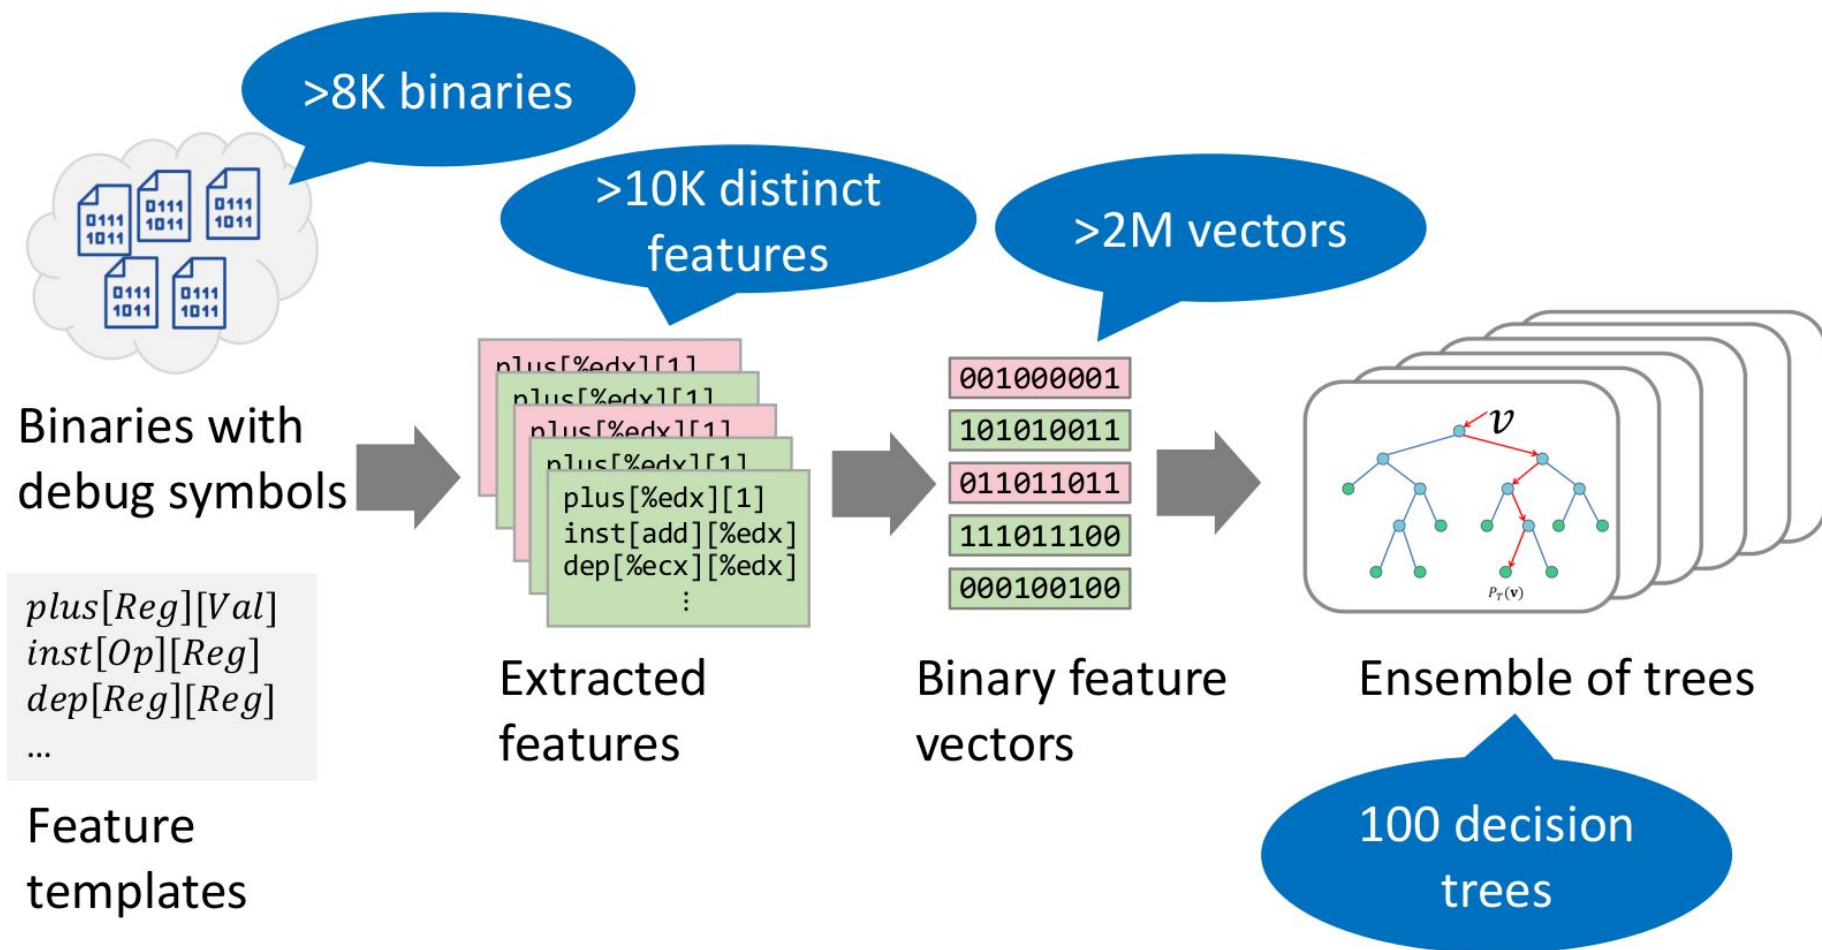 >8K binaries
>10K distinct
features
>2M vectors
0111
1011
0111
1011
0111
1011
0111
1011
0111
1011
Binaries with
debug symbols
plus[Reg][Val]
inst[Op][Reg]
dep[Reg][Reg]
...
Feature
templates
plus[%edx][1]
plus[%edx][1]
plus[%edx][1]
plus[%edx][1]
plus[%edx][1]
inst[add][%edx]
dep[%ecx][%edx]
⋮
Extracted
features
001000001
101010011
011011011
111011100
000100100
Binary feature
vectors
v
P_T(v)
Ensemble of trees
100 decision
trees